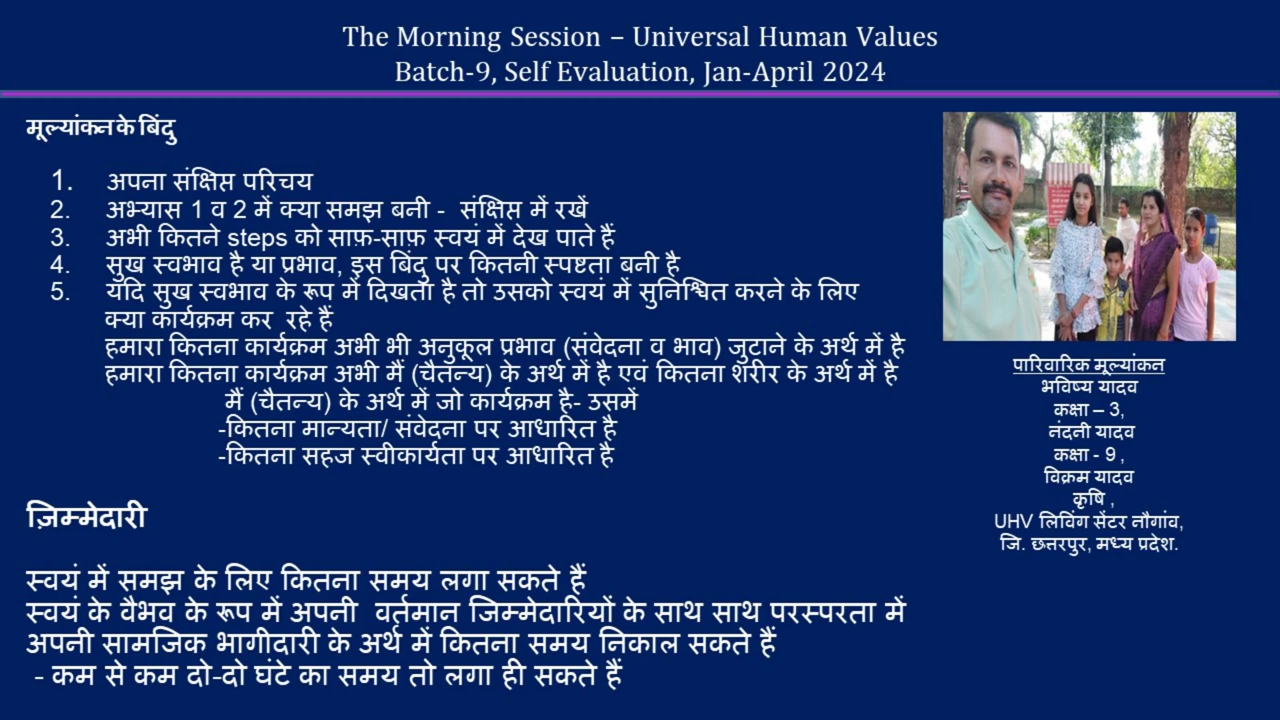 The Morning Session – Universal Human Values
Batch-9, Self Evaluation, Jan-April 2024
मूल्यांकन के बिंदु
1. अपना संक्षिप्त परिचय
2. अभ्यास 1 व 2 में क्या समझ बनी - संक्षिप्त में रखें
3. अभी कितने steps को साफ़-साफ़ स्वयं में देख पाते हैं
4. सुख स्वभाव है या प्रभाव, इस बिंदु पर कितनी स्पष्टता बनी है
5. यदि सुख स्वभाव के रूप में दिखता है तो उसको स्वयं में सुनिश्चित करने के लिए
क्या कार्यक्रम कर रहे हैं
हमारा कितना कार्यक्रम अभी भी अनुकूल प्रभाव (संवेदना व भाव) जुटाने के अर्थ में है
हमारा कितना कार्यक्रम अभी मैं (चैतन्य) के अर्थ में है एवं कितना शरीर के अर्थ में है
मैं (चैतन्य) के अर्थ में जो कार्यक्रम है- उसमें
-कितना मान्यता/ संवेदना पर आधारित है
-कितना सहज स्वीकार्यता पर आधारित है
ज़िम्मेदारी
स्वयं में समझ के लिए कितना समय लगा सकते हैं
स्वयं के वैभव के रूप में अपनी वर्तमान जिम्मेदारियों के साथ साथ परस्परता में
अपनी सामजिक भागीदारी के अर्थ में कितना समय निकाल सकते हैं
- कम से कम दो-दो घंटे का समय तो लगा ही सकते हैं
पारिवारिक मूल्यांकन
भविष्य यादव
कक्षा – 3,
नंदनी यादव
कक्षा - 9 ,
विक्रम यादव
कृषि ,
UHV लिविंग सेंटर नौगांव,
जि. छत्तरपुर, मध्य प्रदेश.